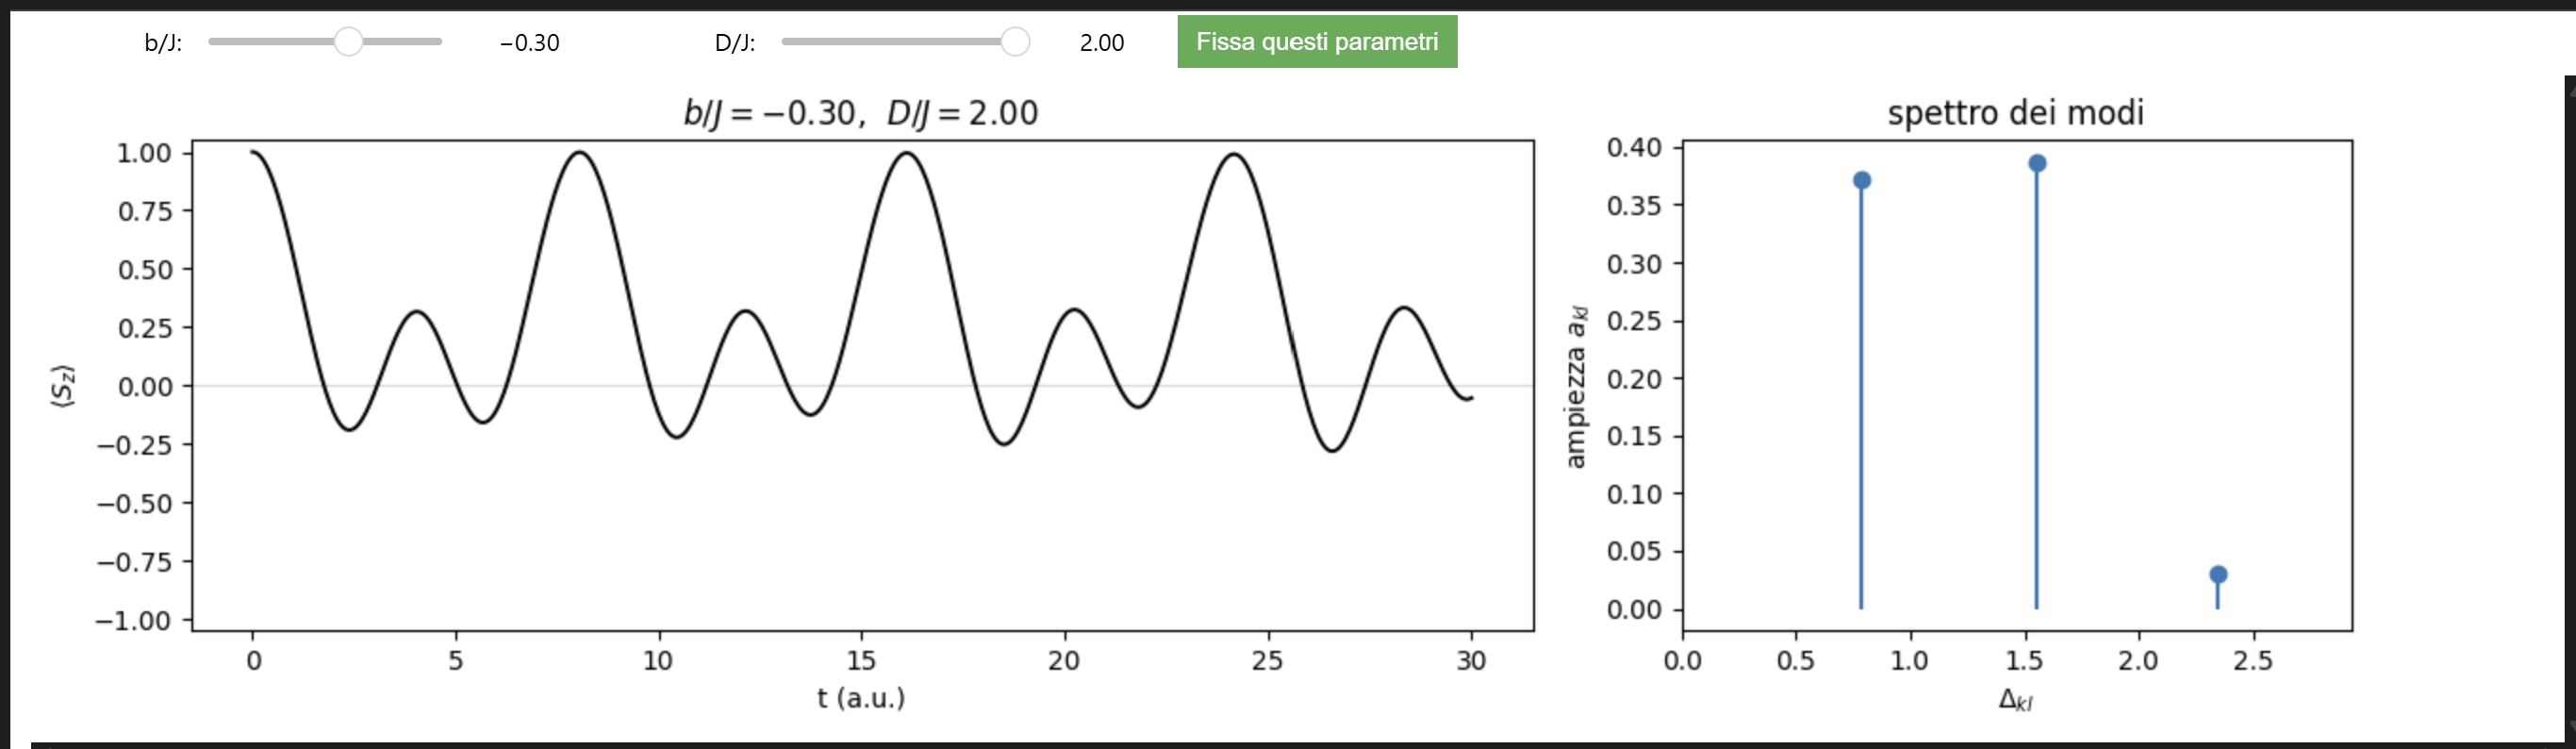 b/J: −0.30 D/J: 2.00 Fissa questi parametri
b/J = −0.30, D/J = 2.00
1.00
0.75
0.50
0.25
0.00
−0.25
−0.50
−0.75
−1.00
⟨S_z⟩
0 5 10 15 20 25 30
t (a.u.)
spettro dei modi
0.40
0.35
0.30
0.25
0.20
0.15
0.10
0.05
0.00
ampiezza a_kl
0.0 0.5 1.0 1.5 2.0 2.5
Δ_kl